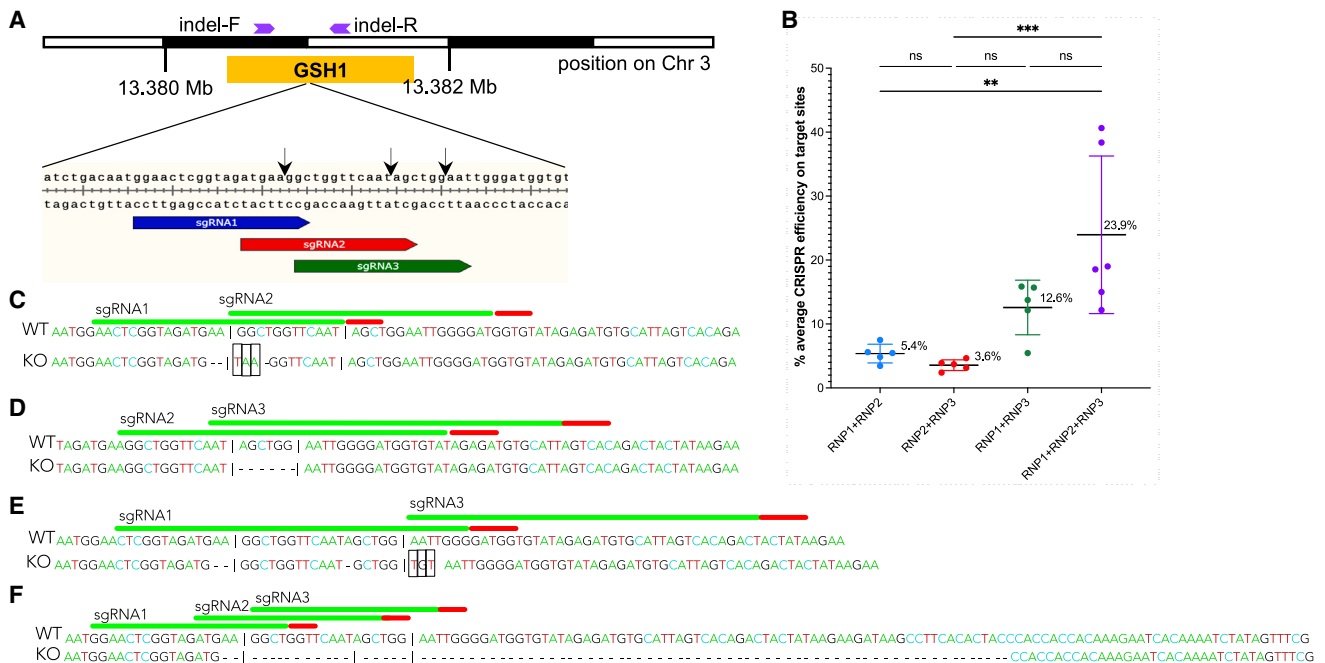 A
indel-F
indel-R
position on Chr 3
GSH1
13.380 Mb
13.382 Mb
atctgacaatggaactcggtagatgaaggctggttcaatagctggaattgggatggtgt
tagactgttaccttgagccatctacttccgaccaagttatcgaccttaaccctaccaca
sgRNA1
sgRNA2
sgRNA3
B
***
ns ns ns
**
% average CRISPR efficiency on target sites
50
40
30
20
10
0
5.4%
3.6%
12.6%
23.9%
RNP1+RNP2
RNP2+RNP3
RNP1+RNP3
RNP1+RNP2+RNP3
C
sgRNA2
sgRNA1
WT AATGGAACTCGGTAGATGAA | GGCTGGTTCAAT | AGCTGGAATTGGGGATGGTGTATAGAGATGTGCATTAGTCACAGA
KO AATGGAACTCGGTAGATG--| TAA -GGTTCAAT | AGCTGGAATTGGGGATGGTGTATAGAGATGTGCATTAGTCACAGA
D
sgRNA3
sgRNA2
WT TAGATGAAGGCTGGTTCAAT | AGCTGG | AATTGGGGATGGTGTATAGAGATGTGCATTAGTCACAGACTACTATAAGAA
KO TAGATGAAGGCTGGTTCAAT |------| AATTGGGGATGGTGTATAGAGATGTGCATTAGTCACAGACTACTATAAGAA
E
sgRNA3
sgRNA1
WT AATGGAACTCGGTAGATGAA | GGCTGGTTCAATAGCTGG | AATTGGGGATGGTGTATAGAGATGTGCATTAGTCACAGACTACTATAAGAA
KO AATGGAACTCGGTAGATG--| GGCTGGTTCAAT-GCTGG | TGT AATTGGGGATGGTGTATAGAGATGTGCATTAGTCACAGACTACTATAAGAA
F
sgRNA3
sgRNA2
sgRNA1
WT AATGGAACTCGGTAGATGAA | GGCTGGTTCAATAGCTGG | AATTGGGGATGGTGTATAGAGATGTGCATTAGTCACAGACTACTATAAGAAGATAAGCCTTCACACTACCCACCACCACAAAGAATCACAAAATCTATAGTTTCG
KO AATGGAACTCGGTAGATG--|------------|------|------------------------------------------------------------------CCACCACCACAAAGAATCACAAAATCTATAGTTTCG